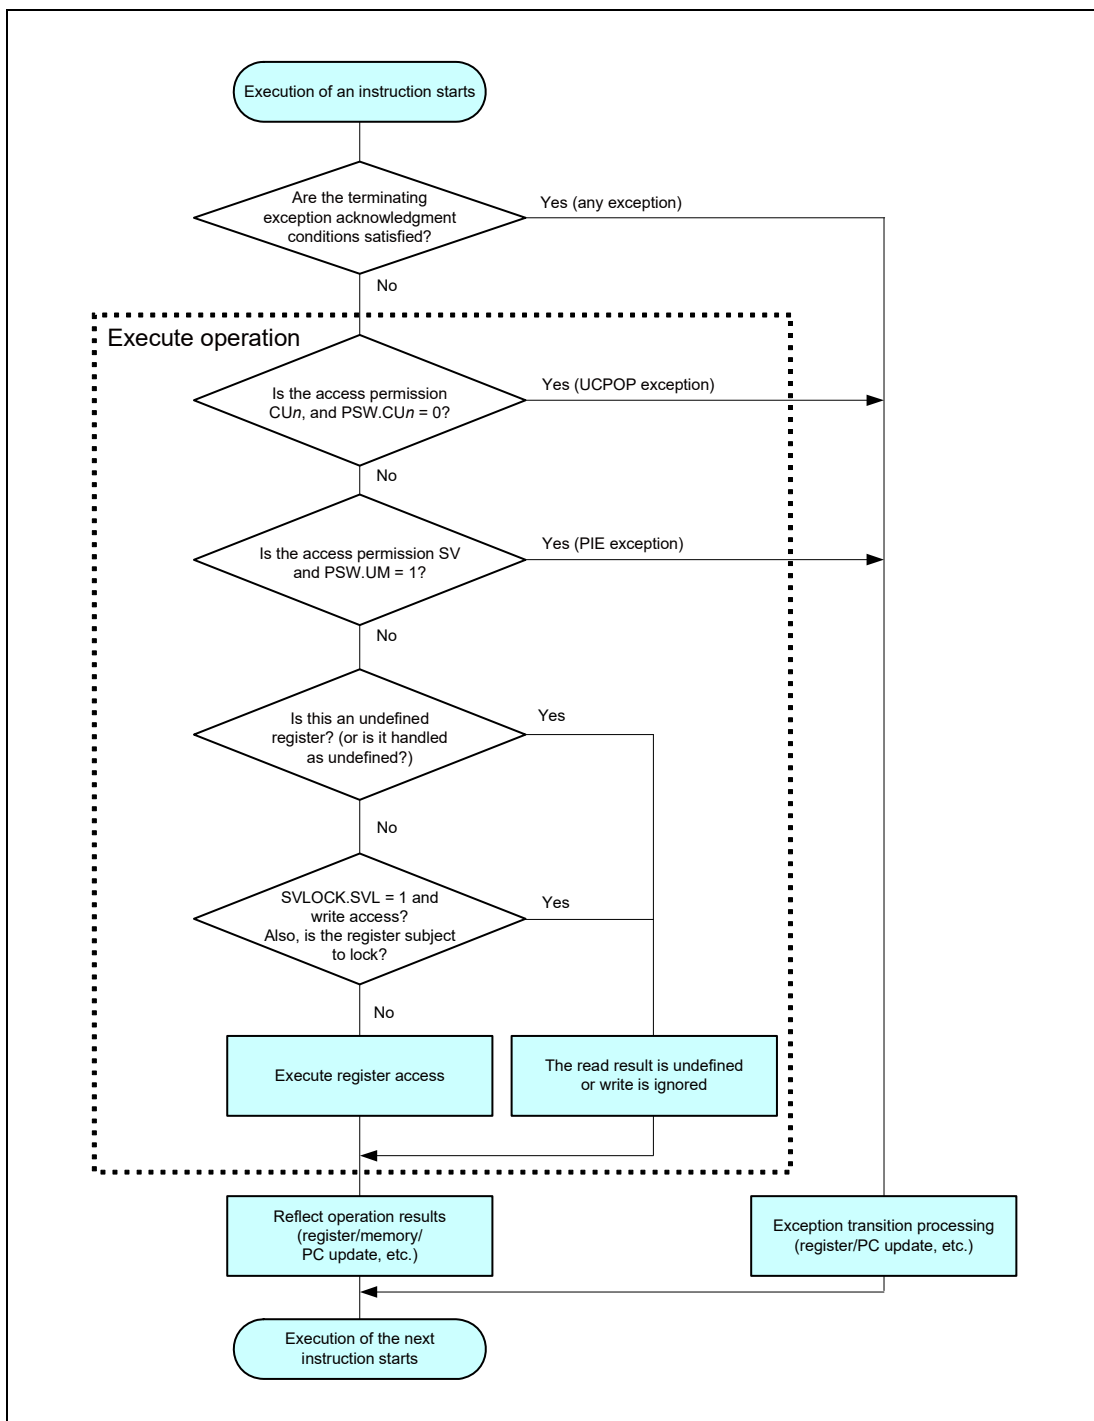 Execution of an instruction starts
Are the terminating
exception acknowledgment
conditions satisfied?
Yes (any exception)
No
Execute operation
Is the access permission
CUn, and PSW.CUn = 0?
Yes (UCPOP exception)
No
Is the access permission SV
and PSW.UM = 1?
Yes (PIE exception)
No
Is this an undefined
register? (or is it handled
as undefined?)
Yes
No
SVLOCK.SVL = 1 and
write access?
Also, is the register subject
to lock?
Yes
No
Execute register access
The read result is undefined
or write is ignored
Reflect operation results
(register/memory/
PC update, etc.)
Exception transition processing
(register/PC update, etc.)
Execution of the next
instruction starts